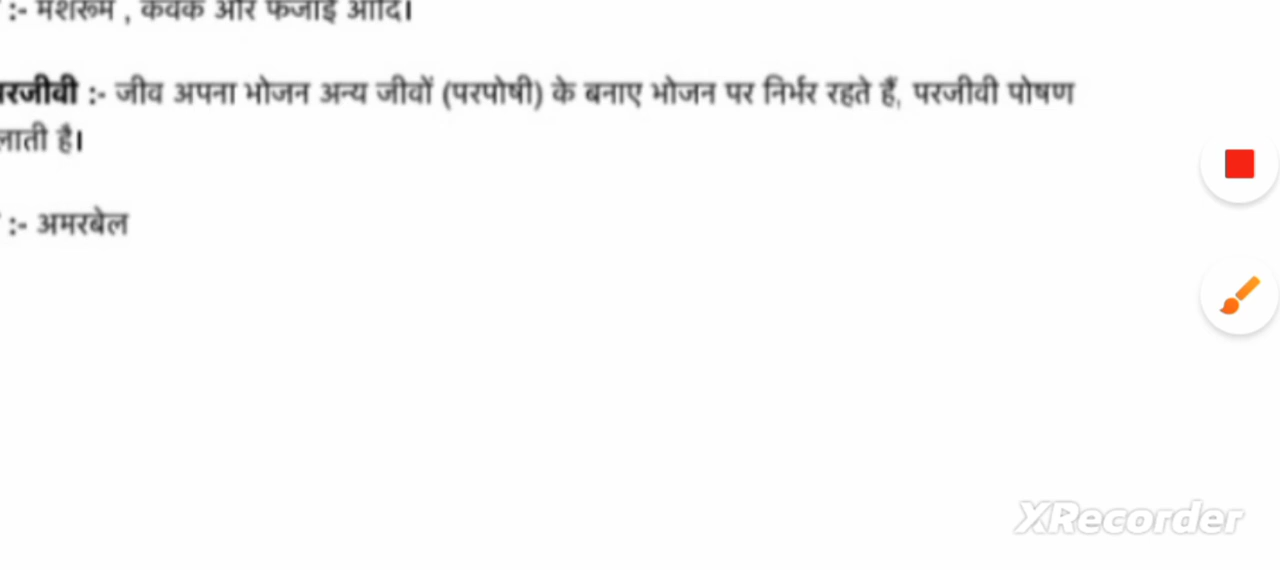 :- मशरूम , कवक और फंजाई आदि।
परजीवी :- जीव अपना भोजन अन्य जीवों (परपोषी) के बनाए भोजन पर निर्भर रहते हैं, परजीवी पोषण
लाती है।
:- अमरबेल
XRecorder